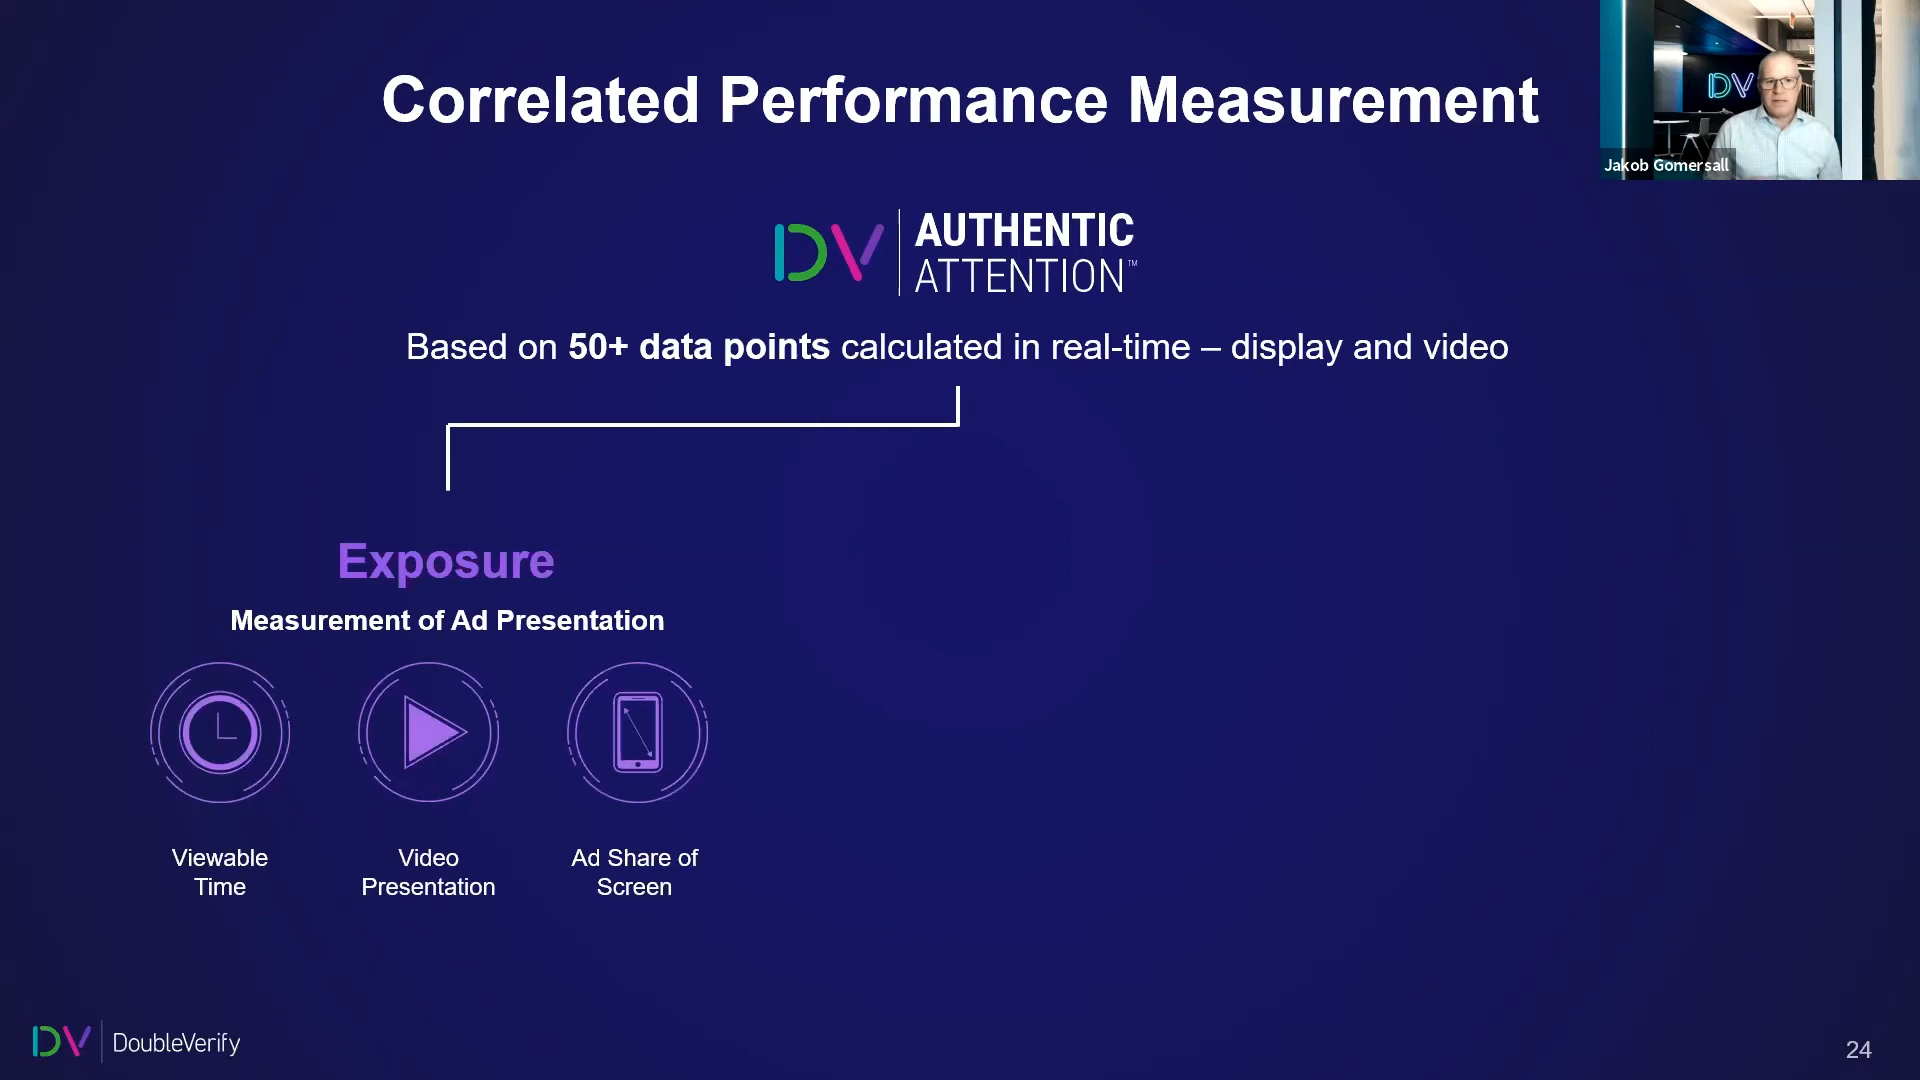 Correlated Performance Measurement
DV
Jakob Gomersall
DV
AUTHENTIC
ATTENTION™
Based on 50+ data points calculated in real-time – display and video
Exposure
Measurement of Ad Presentation
Viewable
Time
Video
Presentation
Ad Share of
Screen
DV DoubleVerify
24